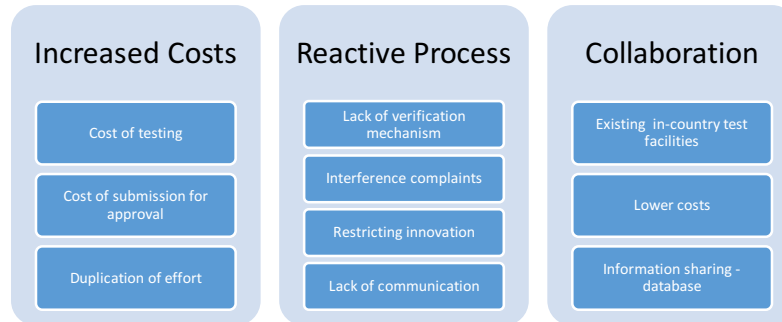 Increased Costs
Cost of testing
Cost of submission for
approval
Duplication of effort
Reactive Process
Lack of verification
mechanism
Interference complaints
Restricting innovation
Lack of communication
Collaboration
Existing in-country test
facilities
Lower costs
Information sharing -
database